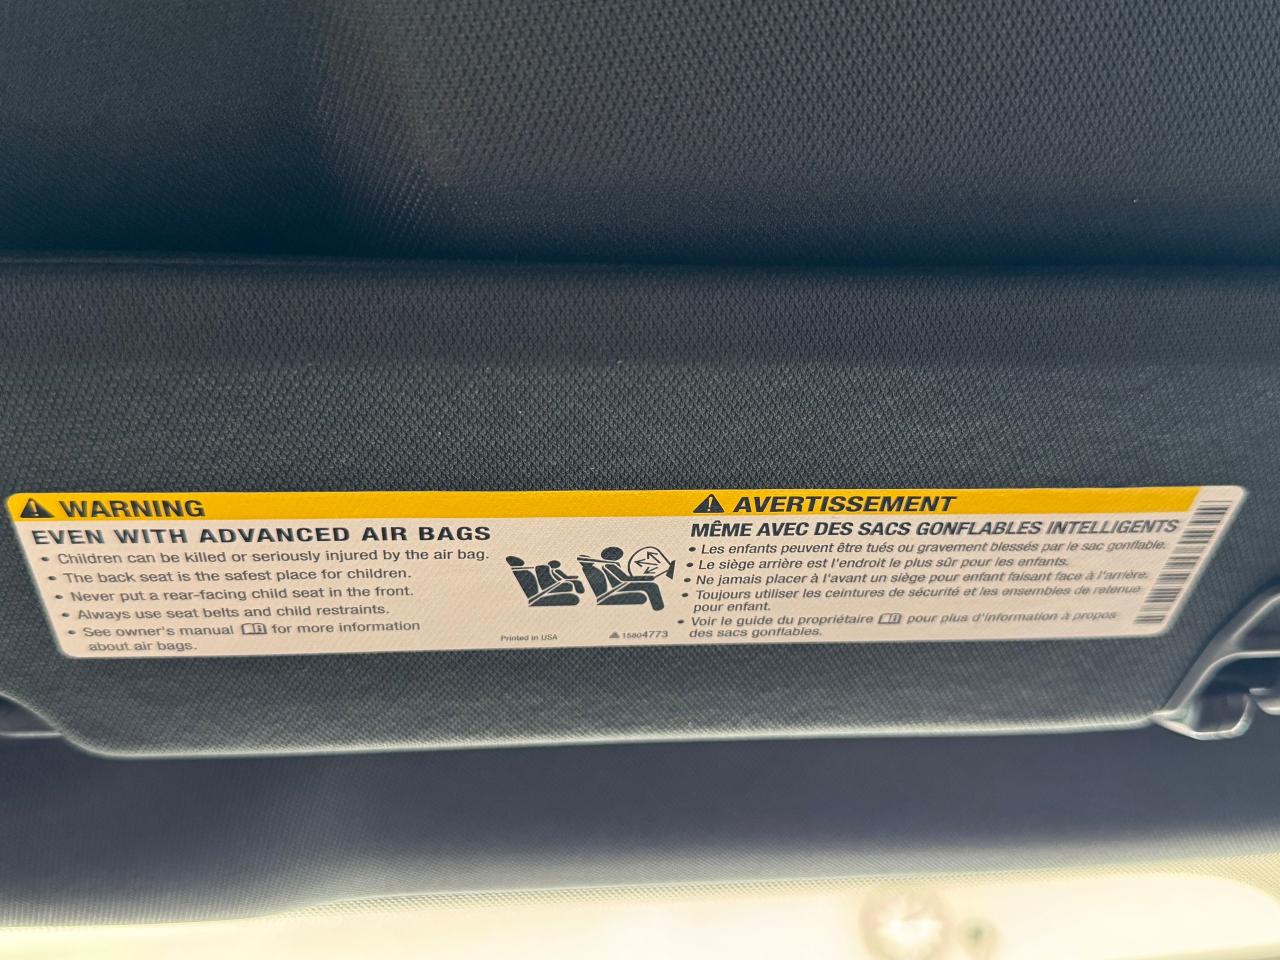 WARNING
EVEN WITH ADVANCED AIR BAGS
• Children can be killed or seriously injured by the air bag.
• The back seat is the safest place for children.
• Never put a rear-facing child seat in the front.
• Always use seat belts and child restraints.
• See owner's manual for more information
about air bags.
Printed in USA
15804773
AVERTISSEMENT
MÊME AVEC DES SACS GONFLABLES INTELLIGENTS
• Les enfants peuvent être tués ou gravement blessés par le sac gonflable.
• Le siège arrière est l'endroit le plus sûr pour les enfants.
• Ne jamais placer à l'avant un siège pour enfant faisant face à l'arrière.
• Toujours utiliser les ceintures de sécurité et les ensembles de retenue
pour enfant.
• Voir le guide du propriétaire pour plus d'information à propos
des sacs gonflables.